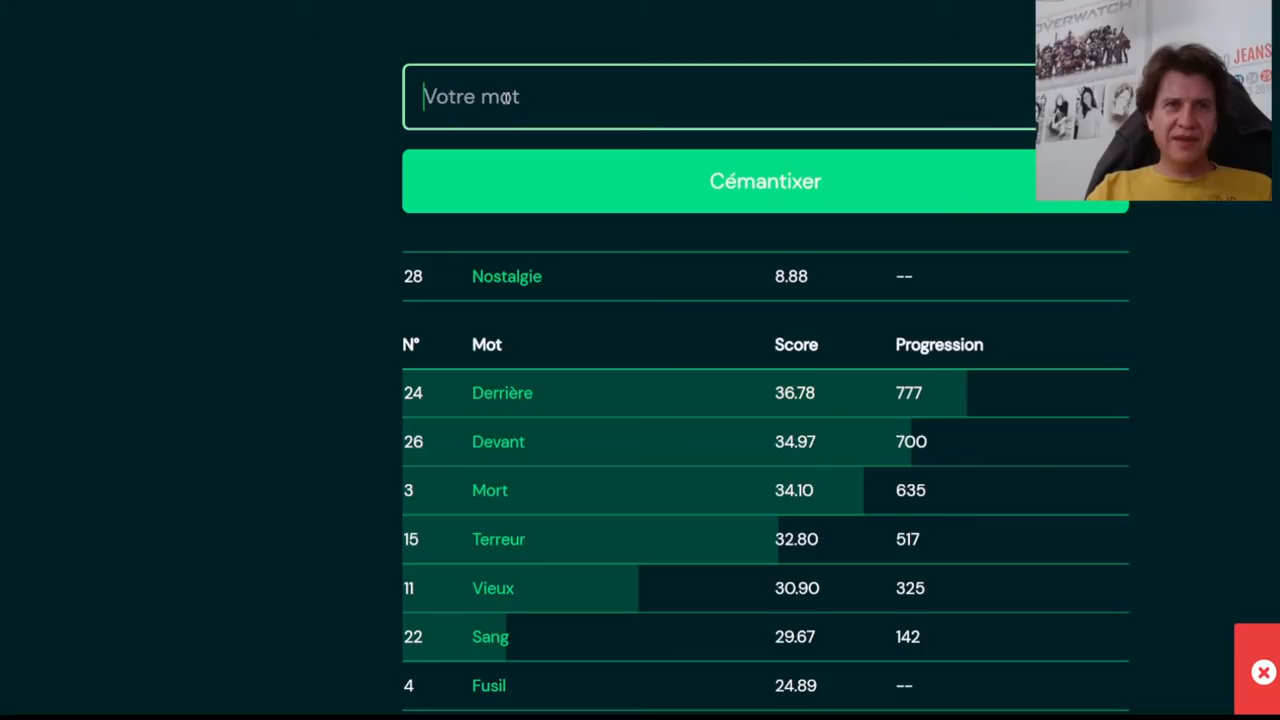 OVERWATCH
JEANS
Votre mot
Cémantixer
28 Nostalgie 8.88 --
N° Mot Score Progression
24 Derrière 36.78 777
26 Devant 34.97 700
3 Mort 34.10 635
15 Terreur 32.80 517
11 Vieux 30.90 325
22 Sang 29.67 142
4 Fusil 24.89 --